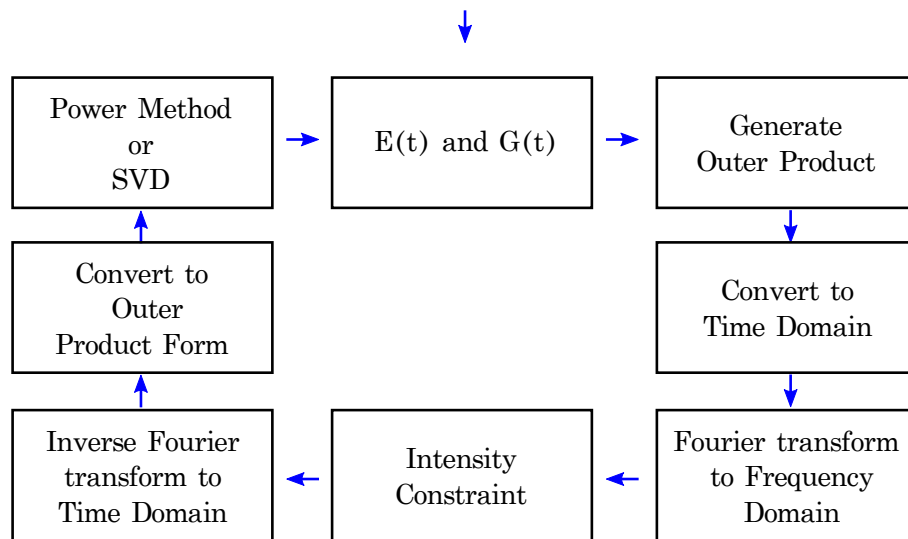 Power Method
or
SVD
E(t) and G(t)
Generate
Outer Product
Convert to
Outer
Product Form
Convert to
Time Domain
Inverse Fourier
transform to
Time Domain
Intensity
Constraint
Fourier transform
to Frequency
Domain